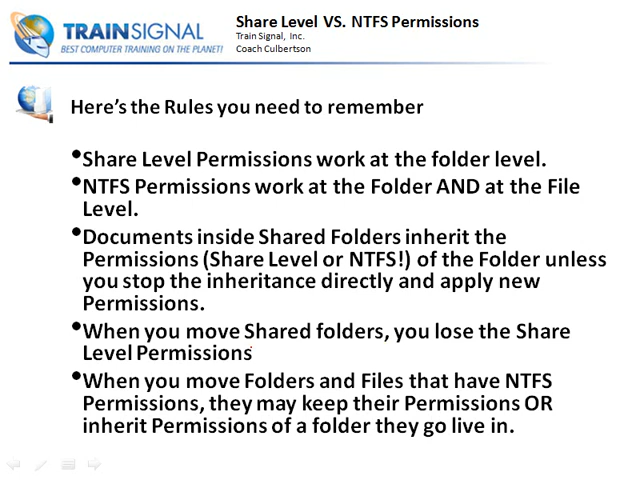 TRAINSIGNAL
BEST COMPUTER TRAINING ON THE PLANET!
Share Level VS. NTFS Permissions
Train Signal, Inc.
Coach Culbertson
Here's the Rules you need to remember
•Share Level Permissions work at the folder level.
•NTFS Permissions work at the Folder AND at the File
Level.
•Documents inside Shared Folders inherit the
Permissions (Share Level or NTFS!) of the Folder unless
you stop the inheritance directly and apply new
Permissions.
•When you move Shared folders, you lose the Share
Level Permissions
•When you move Folders and Files that have NTFS
Permissions, they may keep their Permissions OR
inherit Permissions of a folder they go live in.